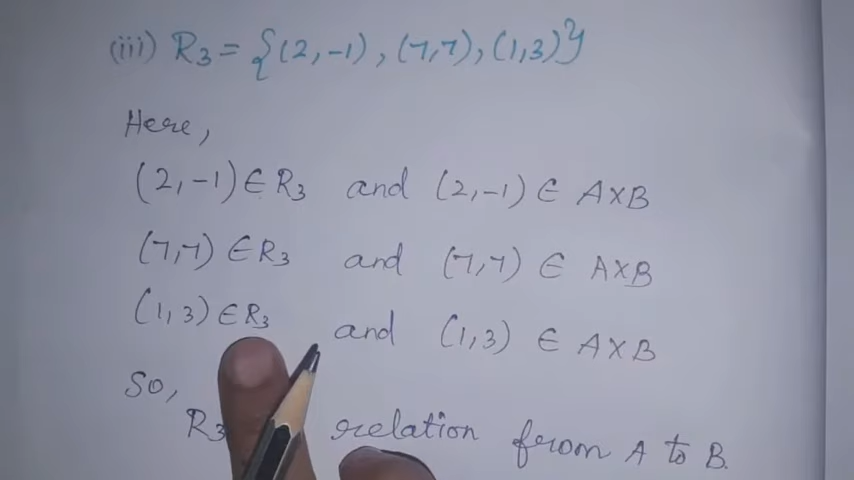 (iii) R₃ = {(2,-1), (7,7), (1,3)}
Here,
(2,-1) ∈ R₃ and (2,-1) ∈ A×B
(7,7) ∈ R₃ and (7,7) ∈ A×B
(1,3) ∈ R₃ and (1,3) ∈ A×B
So,
R₃ relation from A to B.